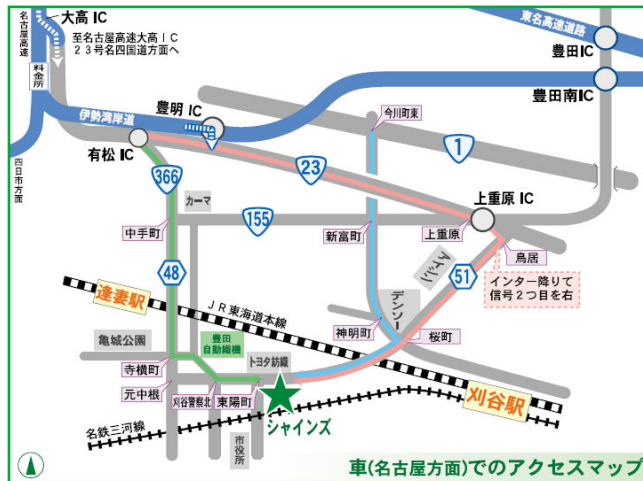 大高IC
名古屋高速
至名古屋高速大高IC
23号名四国道方面へ
東名高速道路
豊田IC
料金所
豊明 IC
豊田南IC
伊勢湾岸道
今川町東
有松 IC
1
23
366
カーマ
上重原 IC
四日市方面
中手町
155
新富町
上重原
鳥居
アイシン
48
51
インター降りて
信号2つ目を右
逢妻駅
JR東海道本線
デンソー
神明町
桜町
亀城公園
豊田
自動織機
トヨタ紡織
寺横町
元中根
刈谷警察北
東陽町
刈谷駅
シャインズ
名鉄三河線
市役所
車(名古屋方面)でのアクセスマップ